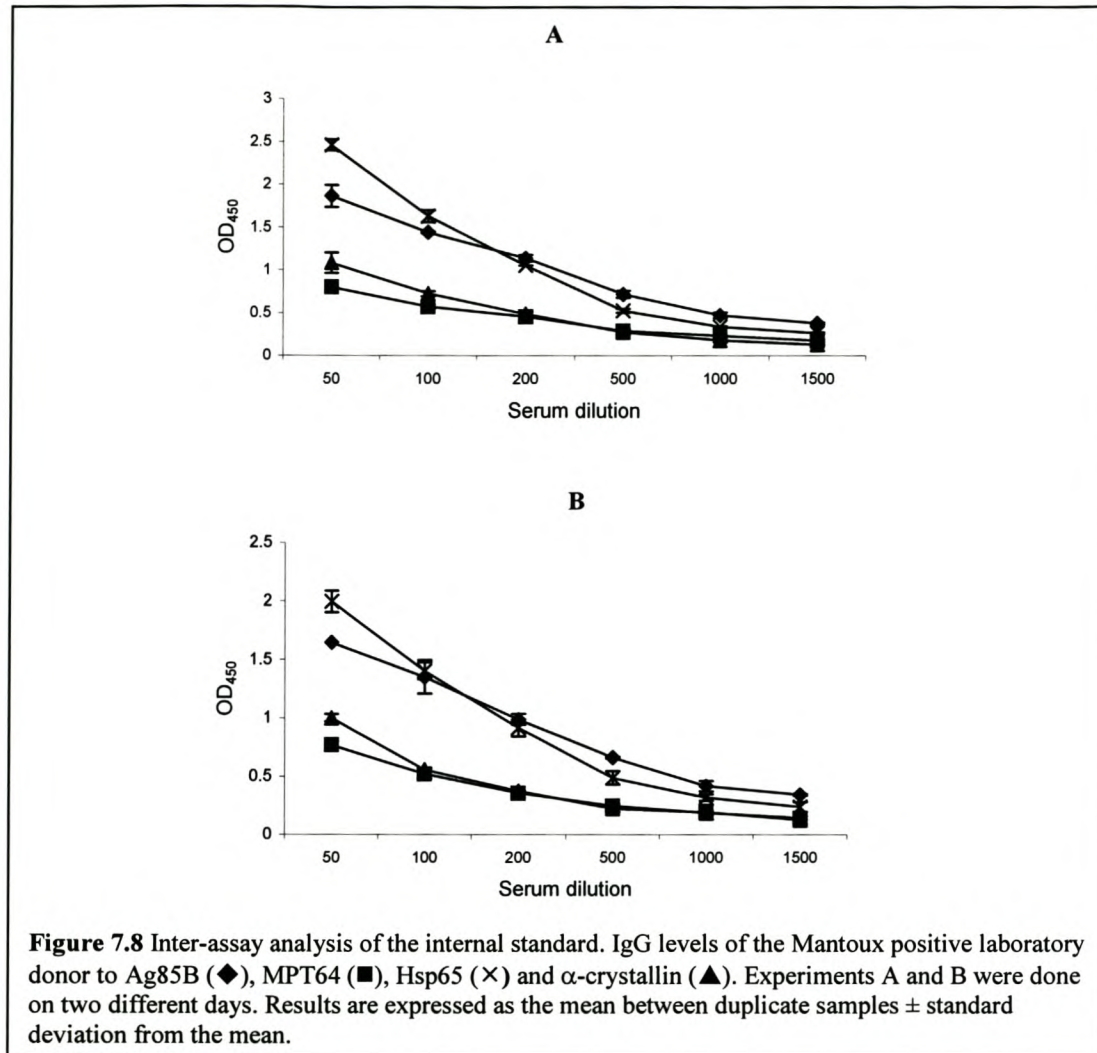 A
3
2.5
2
1.5
1
0.5
0
OD450
50 100 200 500 1000 1500
Serum dilution
B
2.5
2
1.5
1
0.5
0
OD450
50 100 200 500 1000 1500
Serum dilution
Figure 7.8 Inter-assay analysis of the internal standard. IgG levels of the Mantoux positive laboratory
donor to Ag85B (◆), MPT64 (■), Hsp65 (×) and α-crystallin (▲). Experiments A and B were done
on two different days. Results are expressed as the mean between duplicate samples ± standard
deviation from the mean.